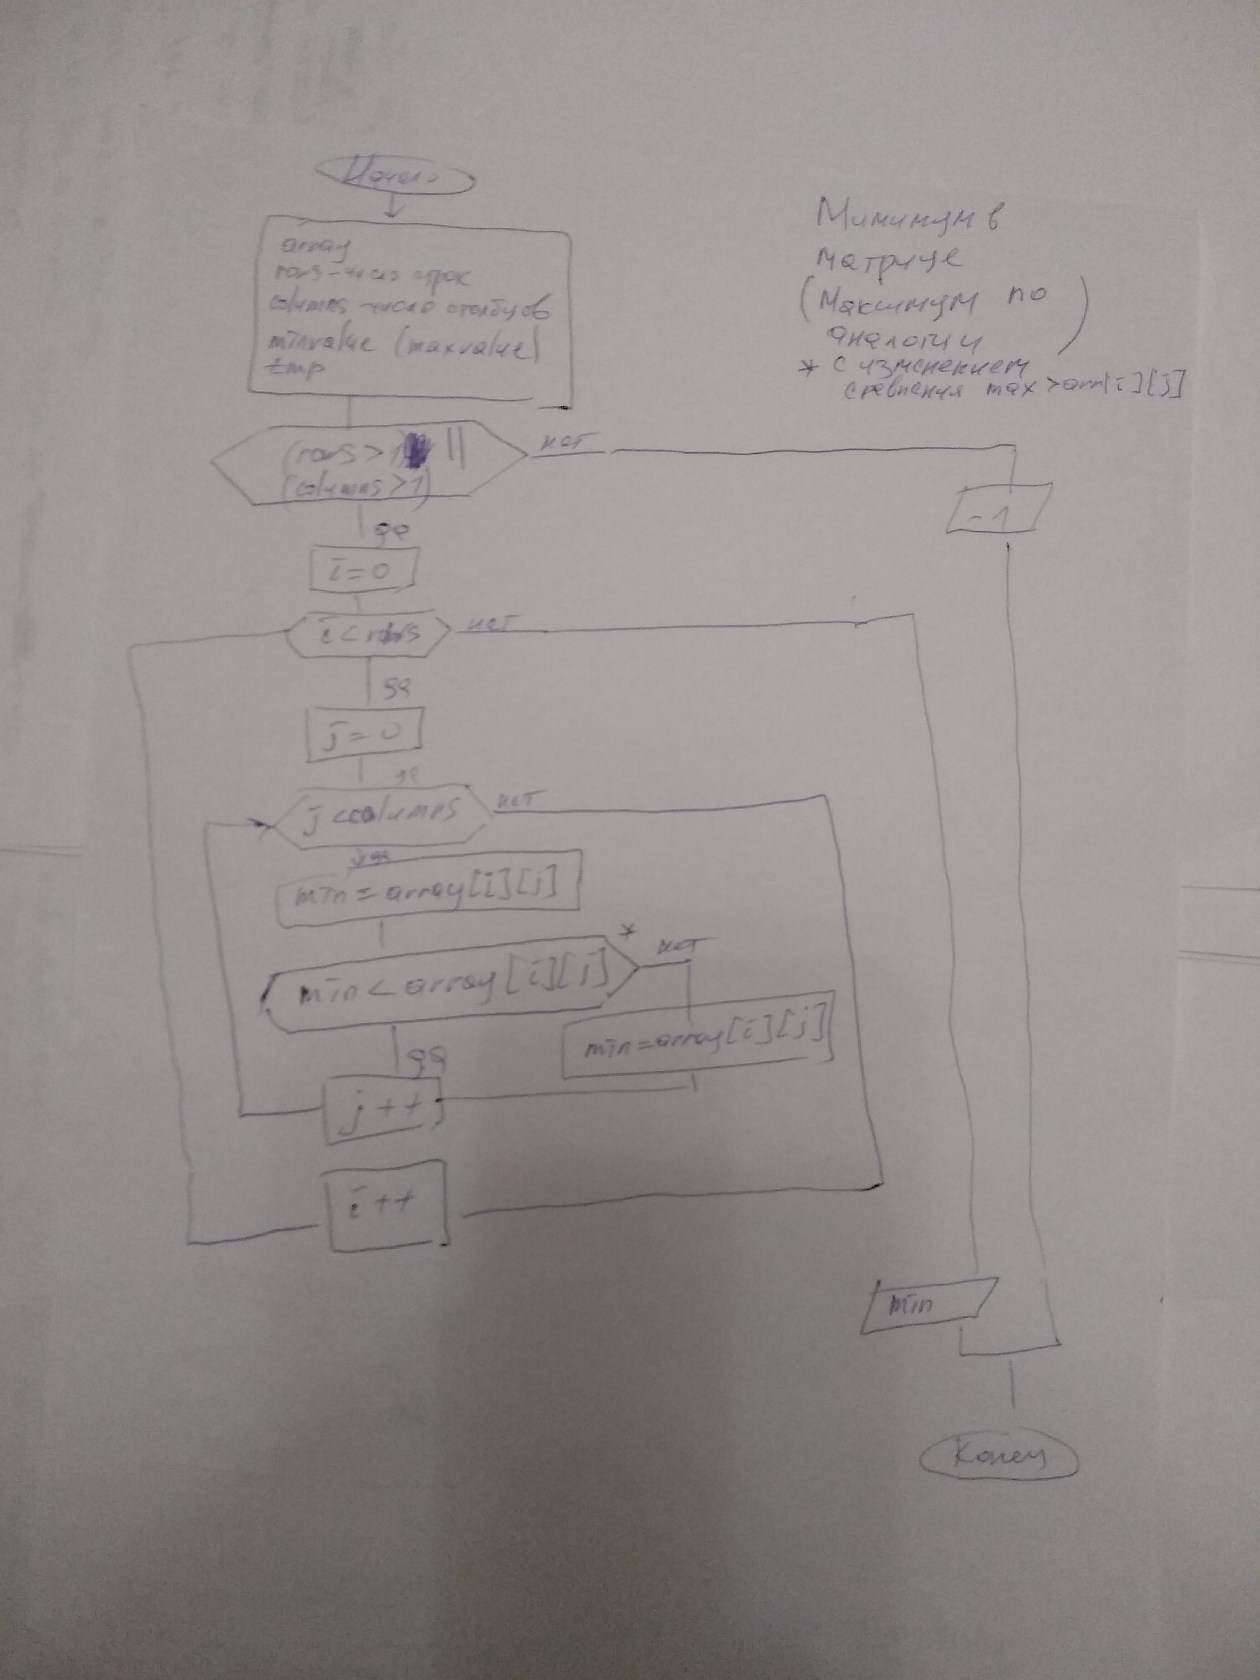 Начало
array
rows - число строк
columns - число столбцов
minvalue (maxvalue)
tmp
(rows > 1) ||
(columns > 1)
нет
-1
да
i = 0
i < rows
нет
да
j = 0
да
j < columns
нет
да
min = array[i][j]
min < array[i][j]
*
нет
min = array[i][j]
да
j ++
i ++
min
Конец
Минимум в
матрице
(Максимум по
аналогии)
* с изменением
сравнения max > arr[i][j]